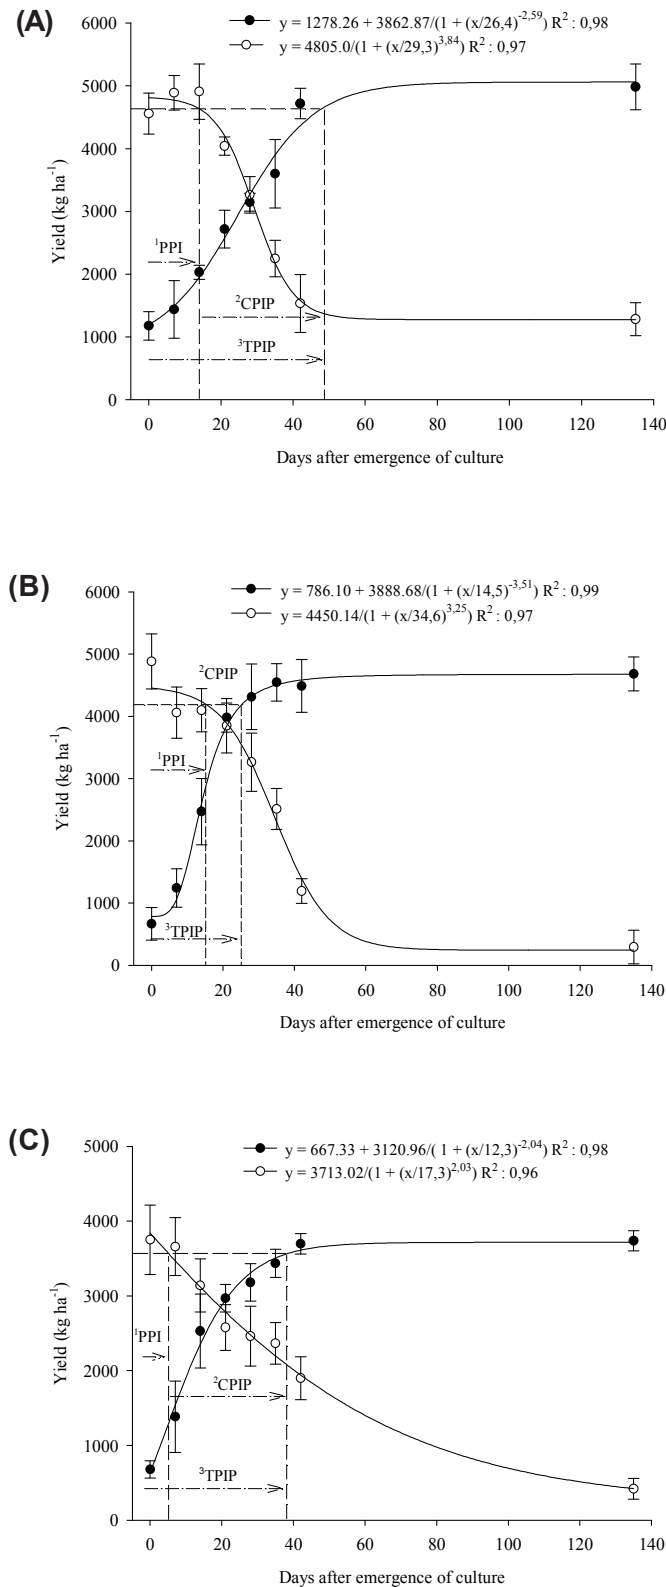 (A)
y = 1278.26 + 3862.87/(1 + (x/26,4)^-2,59) R² : 0,98
y = 4805.0/(1 + (x/29,3)^3,84) R² : 0,97
6000
5000
4000
3000
2000
1000
0
Yield (kg ha⁻¹)
¹PPI
²CPIP
³TPIP
0 20 40 60 80 100 120 140
Days after emergence of culture
(B)
y = 786.10 + 3888.68/(1 + (x/14,5)^-3,51) R² : 0,99
y = 4450.14/(1 + (x/34,6)^3,25) R² : 0,97
6000
5000
4000
3000
2000
1000
0
Yield (kg ha⁻¹)
²CPIP
¹PPI
³TPIP
0 20 40 60 80 100 120 140
Days after emergence of culture
(C)
y = 667.33 + 3120.96/( 1 + (x/12,3)^-2,04) R² : 0,98
y = 3713.02/(1 + (x/17,3)^2,03) R² : 0,96
5000
4000
3000
2000
1000
0
Yield (kg ha⁻¹)
¹PPI
²CPIP
³TPIP
0 20 40 60 80 100 120 140
Days after emergence of culture